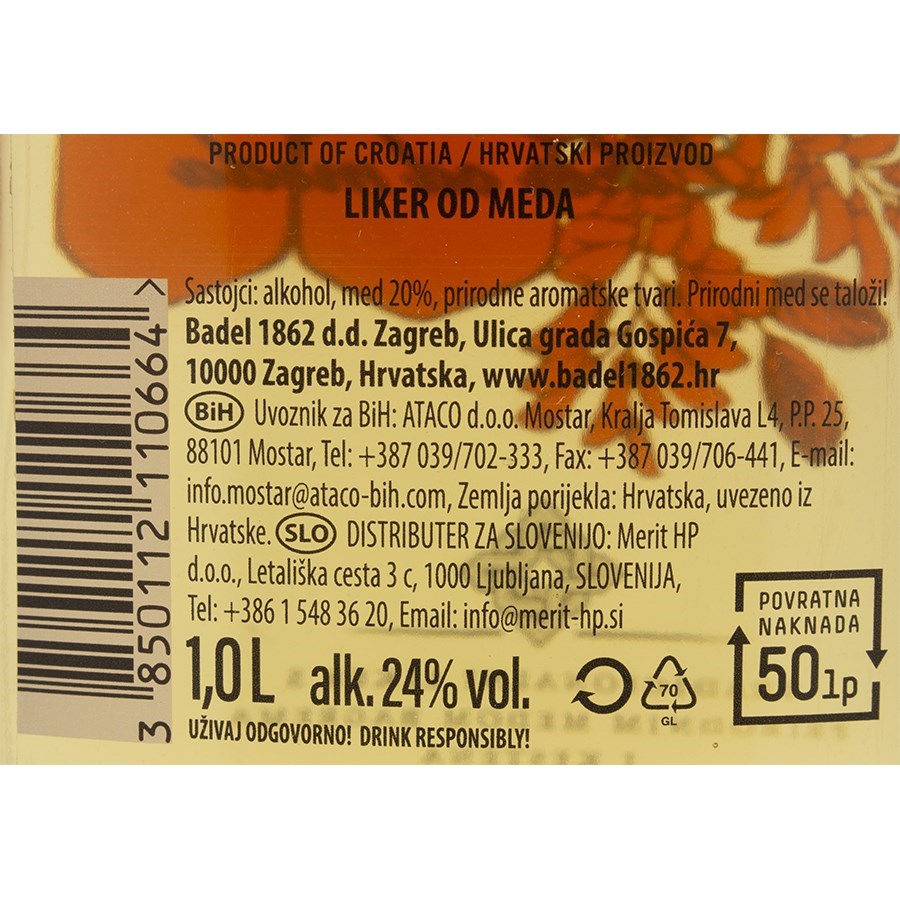 PRODUCT OF CROATIA / HRVATSKI PROIZVOD
LIKER OD MEDA
Sastojci: alkohol, med 20%, prirodne aromatske tvari. Prirodni med se taloži!
Badel 1862 d.d. Zagreb, Ulica grada Gospića 7,
10000 Zagreb, Hrvatska, www.badel1862.hr
BiH Uvoznik za BiH: ATACO d.o.o. Mostar, Kralja Tomislava L4, P.P. 25,
88101 Mostar, Tel: +387 039/702-333, Fax: +387 039/706-441, E-mail:
info.mostar@ataco-bih.com, Zemlja porijekla: Hrvatska, uvezeno iz
Hrvatske. SLO DISTRIBUTER ZA SLOVENIJO: Merit HP
d.o.o., Letališka cesta 3 c, 1000 Ljubljana, SLOVENIJA,
Tel: +386 1 548 36 20, Email: info@merit-hp.si
1,0 L alk. 24% vol.
UŽIVAJ ODGOVORNO! DRINK RESPONSIBLY!
70
GL
POVRATNA
NAKNADA
50 lp
3 850112 110664 >